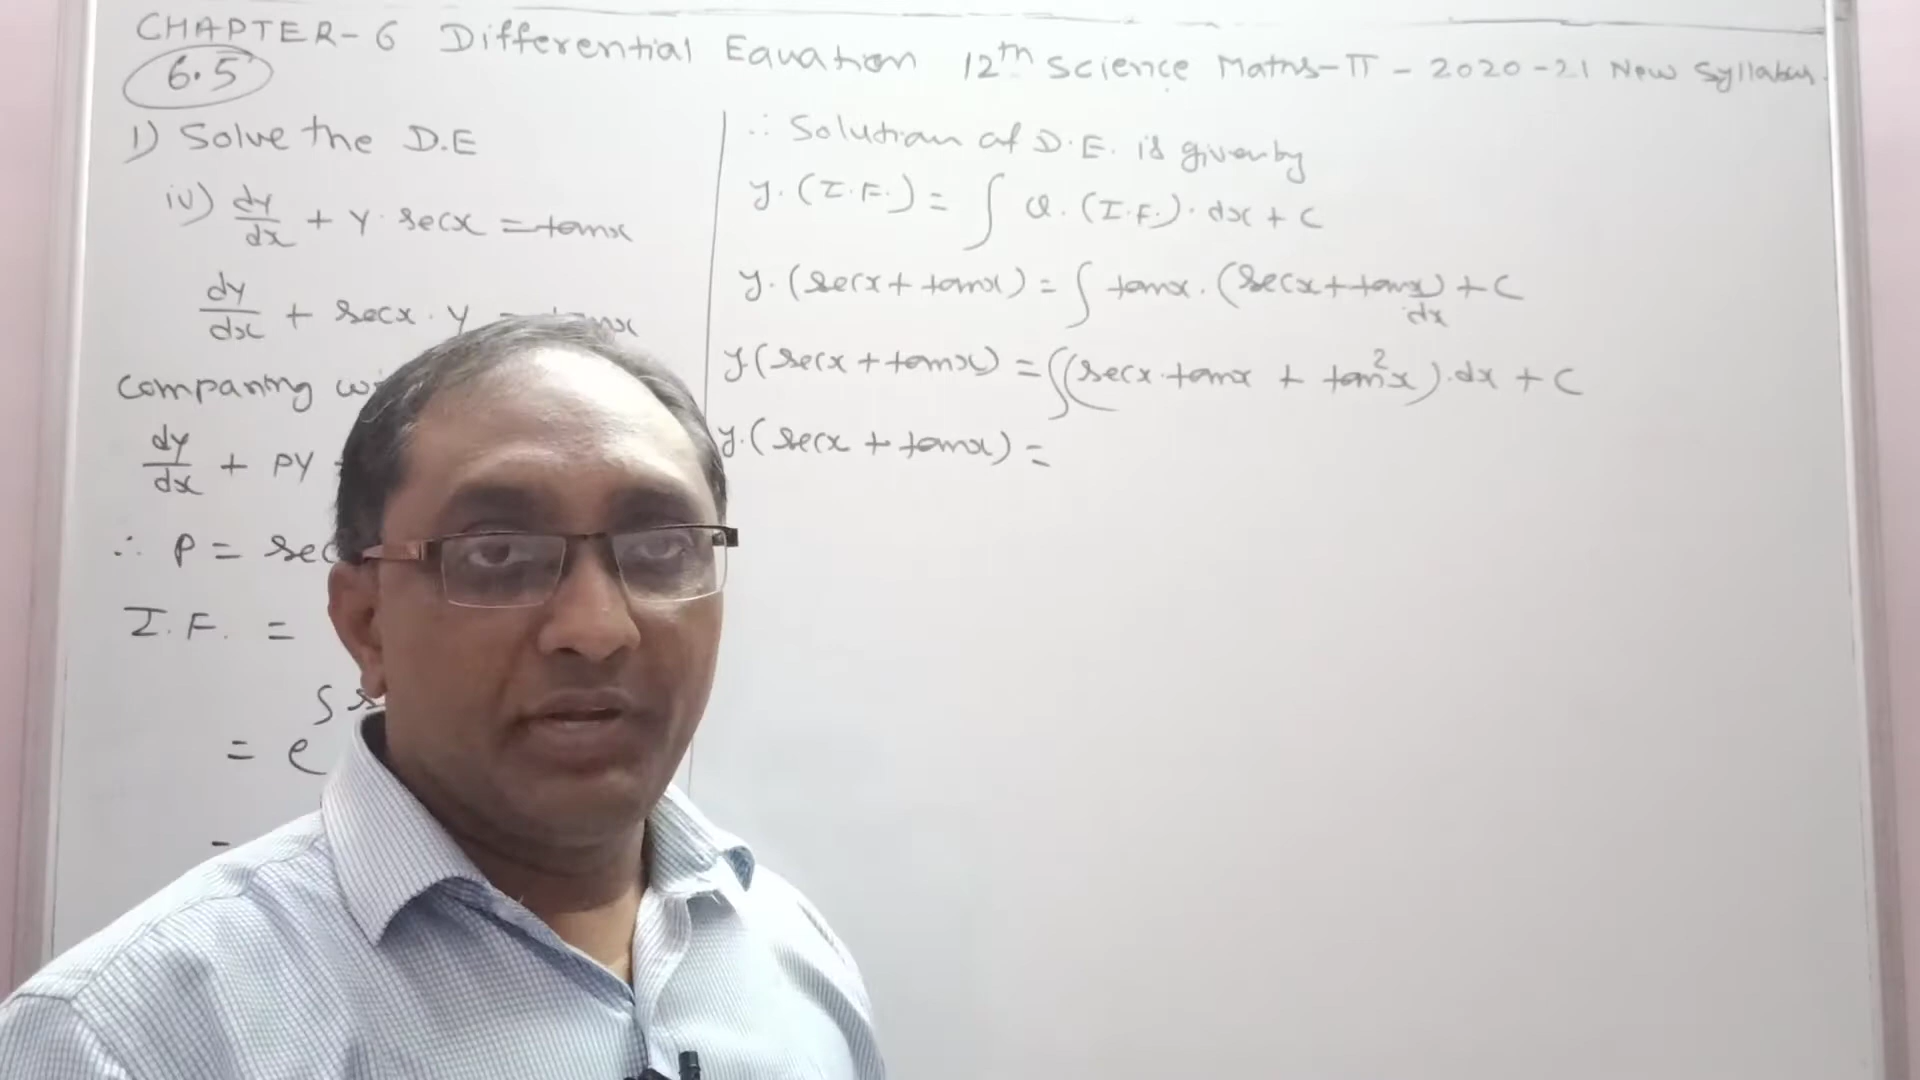 CHAPTER-6 Differential Equation 12th Science Maths-II - 2020-21 New Syllabus.
6.5
1) Solve the D.E
iv) dy/dx + y. secx = tanx
dy/dx + secx . y = tanx
Comparing
dy/dx + Py
∴ P = sec
I.F. =
= e^∫
∴ Solution of D.E. is given by
y.(I.F.) = ∫ Q.(I.F.).dx + c
y.(secx + tanx) = ∫ tanx.(secx + tanx) dx + c
y.(secx + tanx) = ∫(secx.tanx + tan²x).dx + c
y.(secx + tanx) =